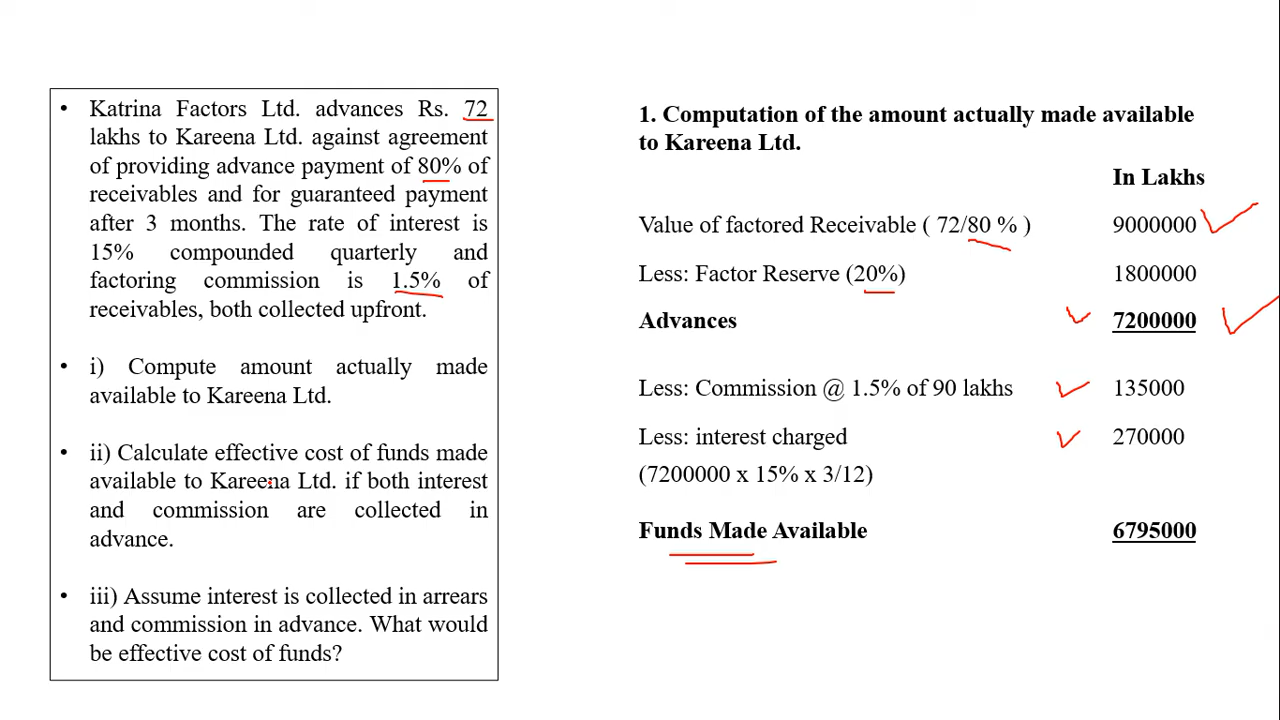 • Katrina Factors Ltd. advances Rs. 72
lakhs to Kareena Ltd. against agreement
of providing advance payment of 80% of
receivables and for guaranteed payment
after 3 months. The rate of interest is
15% compounded quarterly and
factoring commission is 1.5% of
receivables, both collected upfront.
• i) Compute amount actually made
available to Kareena Ltd.
• ii) Calculate effective cost of funds made
available to Kareena Ltd. if both interest
and commission are collected in
advance.
• iii) Assume interest is collected in arrears
and commission in advance. What would
be effective cost of funds?
1. Computation of the amount actually made available
to Kareena Ltd.
In Lakhs
Value of factored Receivable ( 72/80 % ) 9000000
Less: Factor Reserve (20%) 1800000
Advances 7200000
Less: Commission @ 1.5% of 90 lakhs 135000
Less: interest charged 270000
(7200000 x 15% x 3/12)
Funds Made Available 6795000